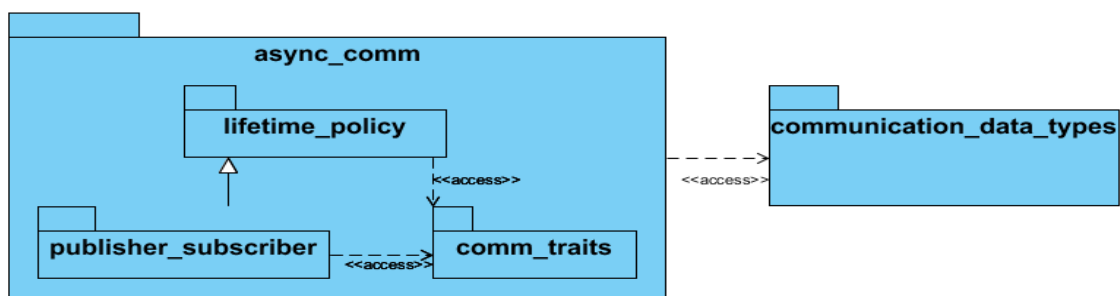 async_comm
lifetime_policy
communication_data_types
<<access>>
<<access>>
publisher_subscriber
comm_traits
<<access>>